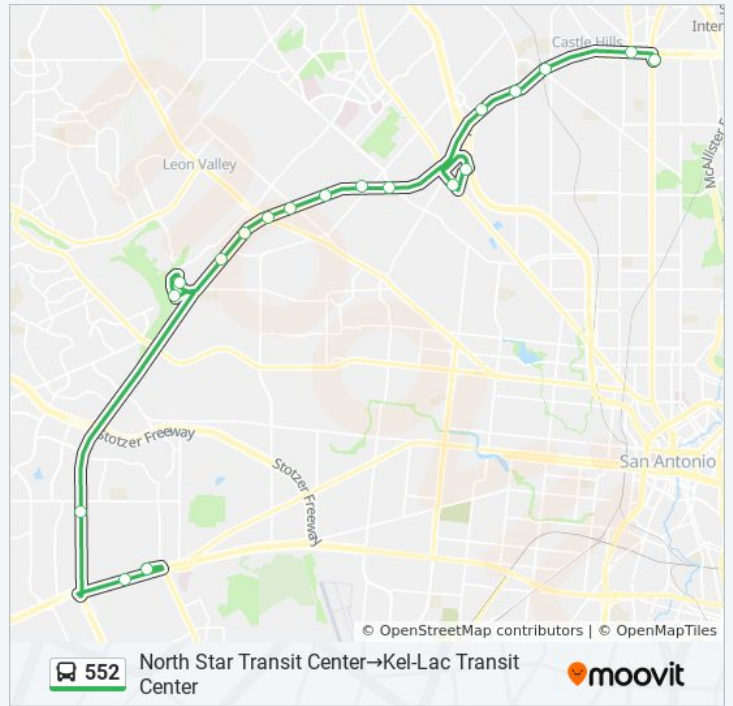 Castle Hills
Inter
McAllister F
Leon Valley
Stotzer Freeway
Stotzer Freeway
San Antonio
© OpenStreetMap contributors | © OpenMapTiles
552
North Star Transit Center→Kel-Lac Transit
Center
moovit